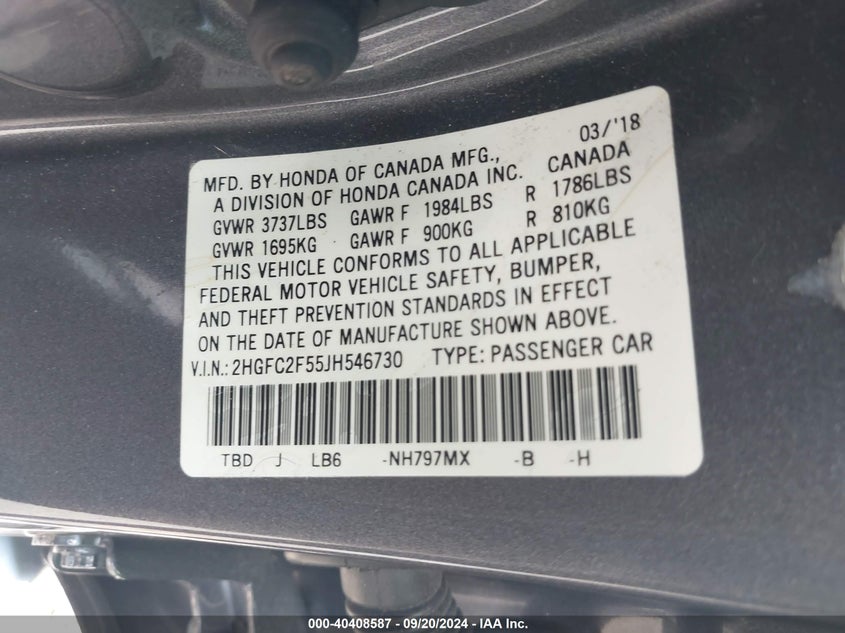 03/'18
MFD. BY HONDA OF CANADA MFG.,
A DIVISION OF HONDA CANADA INC. CANADA
GVWR 3737LBS GAWR F 1984LBS R 1786LBS
GVWR 1695KG GAWR F 900KG R 810KG
THIS VEHICLE CONFORMS TO ALL APPLICABLE
FEDERAL MOTOR VEHICLE SAFETY, BUMPER,
AND THEFT PREVENTION STANDARDS IN EFFECT
ON THE DATE OF MANUFACTURE SHOWN ABOVE.
V.I.N.: 2HGFC2F55JH546730 TYPE: PASSENGER CAR
TBD J LB6 -NH797MX -B -H
000-40408587 - 09/20/2024 - IAA Inc.